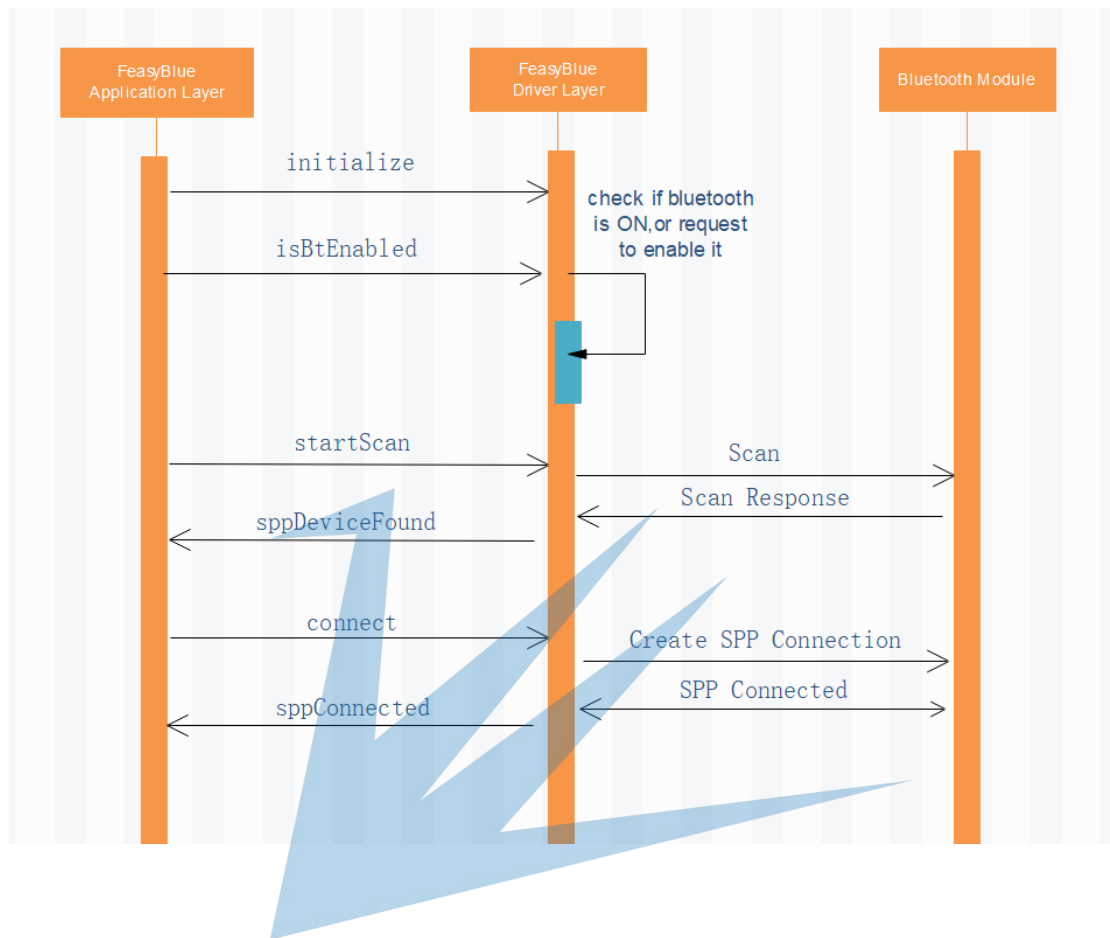 FeasyBlue
Application Layer
FeasyBlue
Driver Layer
Bluetooth Module
initialize
check if bluetooth
is ON,or request
to enable it
isBtEnabled
startScan
Scan
Scan Response
sppDeviceFound
connect
Create SPP Connection
SPP Connected
sppConnected